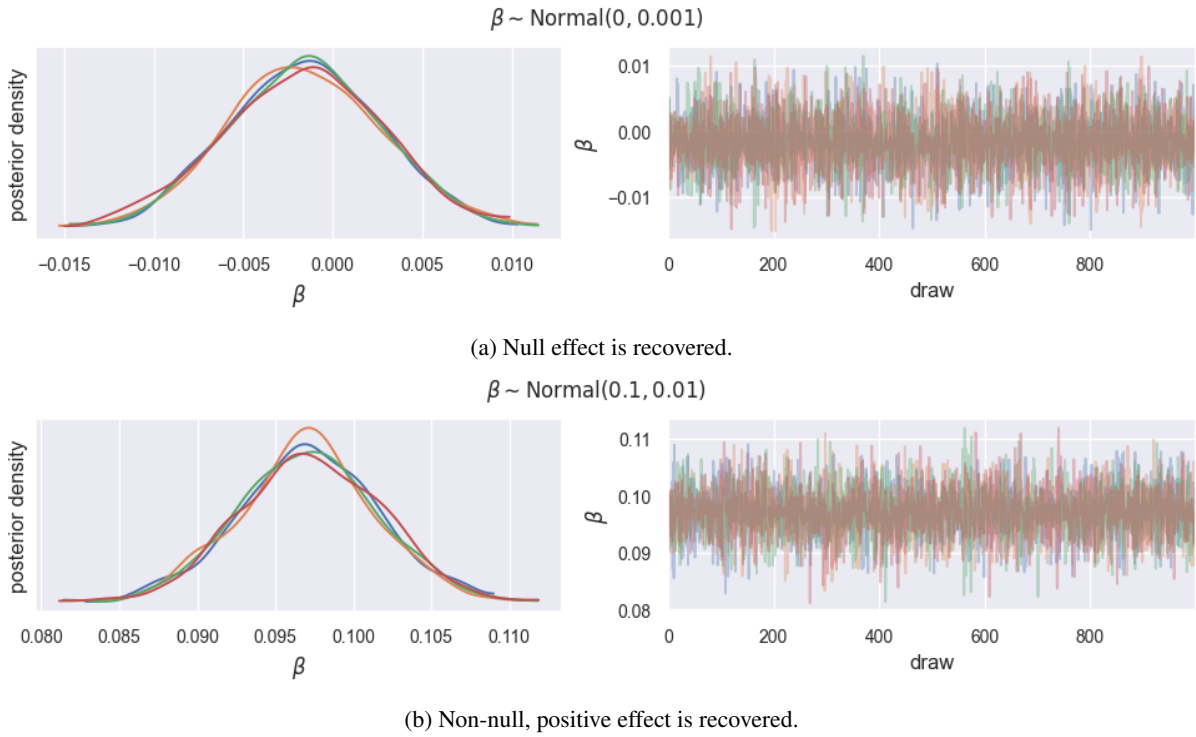 β ~ Normal(0, 0.001)
posterior density
−0.015 −0.010 −0.005 0.000 0.005 0.010
β
β
0.01
0.00
−0.01
0 200 400 600 800
draw
(a) Null effect is recovered.
β ~ Normal(0.1, 0.01)
posterior density
0.080 0.085 0.090 0.095 0.100 0.105 0.110
β
β
0.11
0.10
0.09
0.08
0 200 400 600 800
draw
(b) Non-null, positive effect is recovered.